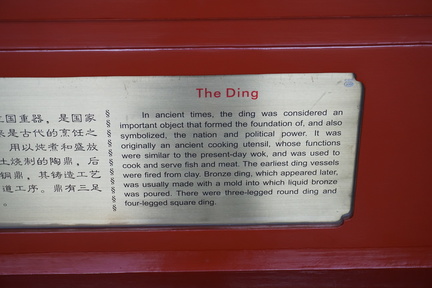 国重器，是国家
是古代的烹饪之
用以炖煮和盛放
土烧制的陶鼎，后
铜鼎，其铸造工艺
道工序。鼎有三足
。
The Ding
In ancient times, the ding was considered an
important object that formed the foundation of, and also
symbolized, the nation and political power. It was
originally an ancient cooking utensil, whose functions
were similar to the present-day wok, and was used to
cook and serve fish and meat. The earliest ding vessels
were fired from clay. Bronze ding, which appeared later,
was usually made with a mold into which liquid bronze
was poured. There were three-legged round ding and
four-legged square ding.